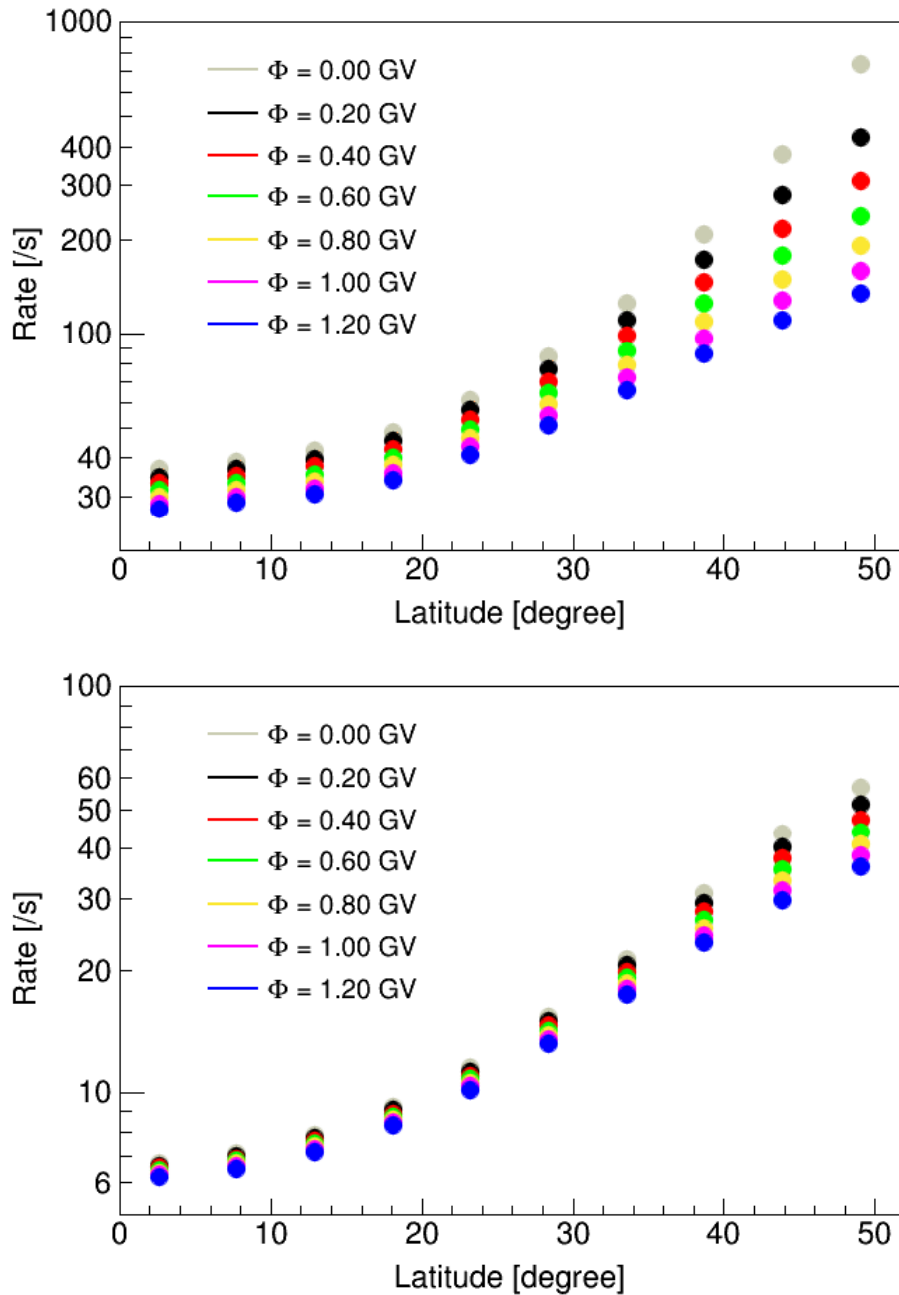 1000
400
300
200
100
40
30
Rate [/s]
Φ = 0.00 GV
Φ = 0.20 GV
Φ = 0.40 GV
Φ = 0.60 GV
Φ = 0.80 GV
Φ = 1.00 GV
Φ = 1.20 GV
0 10 20 30 40 50
Latitude [degree]
100
60
50
40
30
20
10
6
Rate [/s]
Φ = 0.00 GV
Φ = 0.20 GV
Φ = 0.40 GV
Φ = 0.60 GV
Φ = 0.80 GV
Φ = 1.00 GV
Φ = 1.20 GV
0 10 20 30 40 50
Latitude [degree]